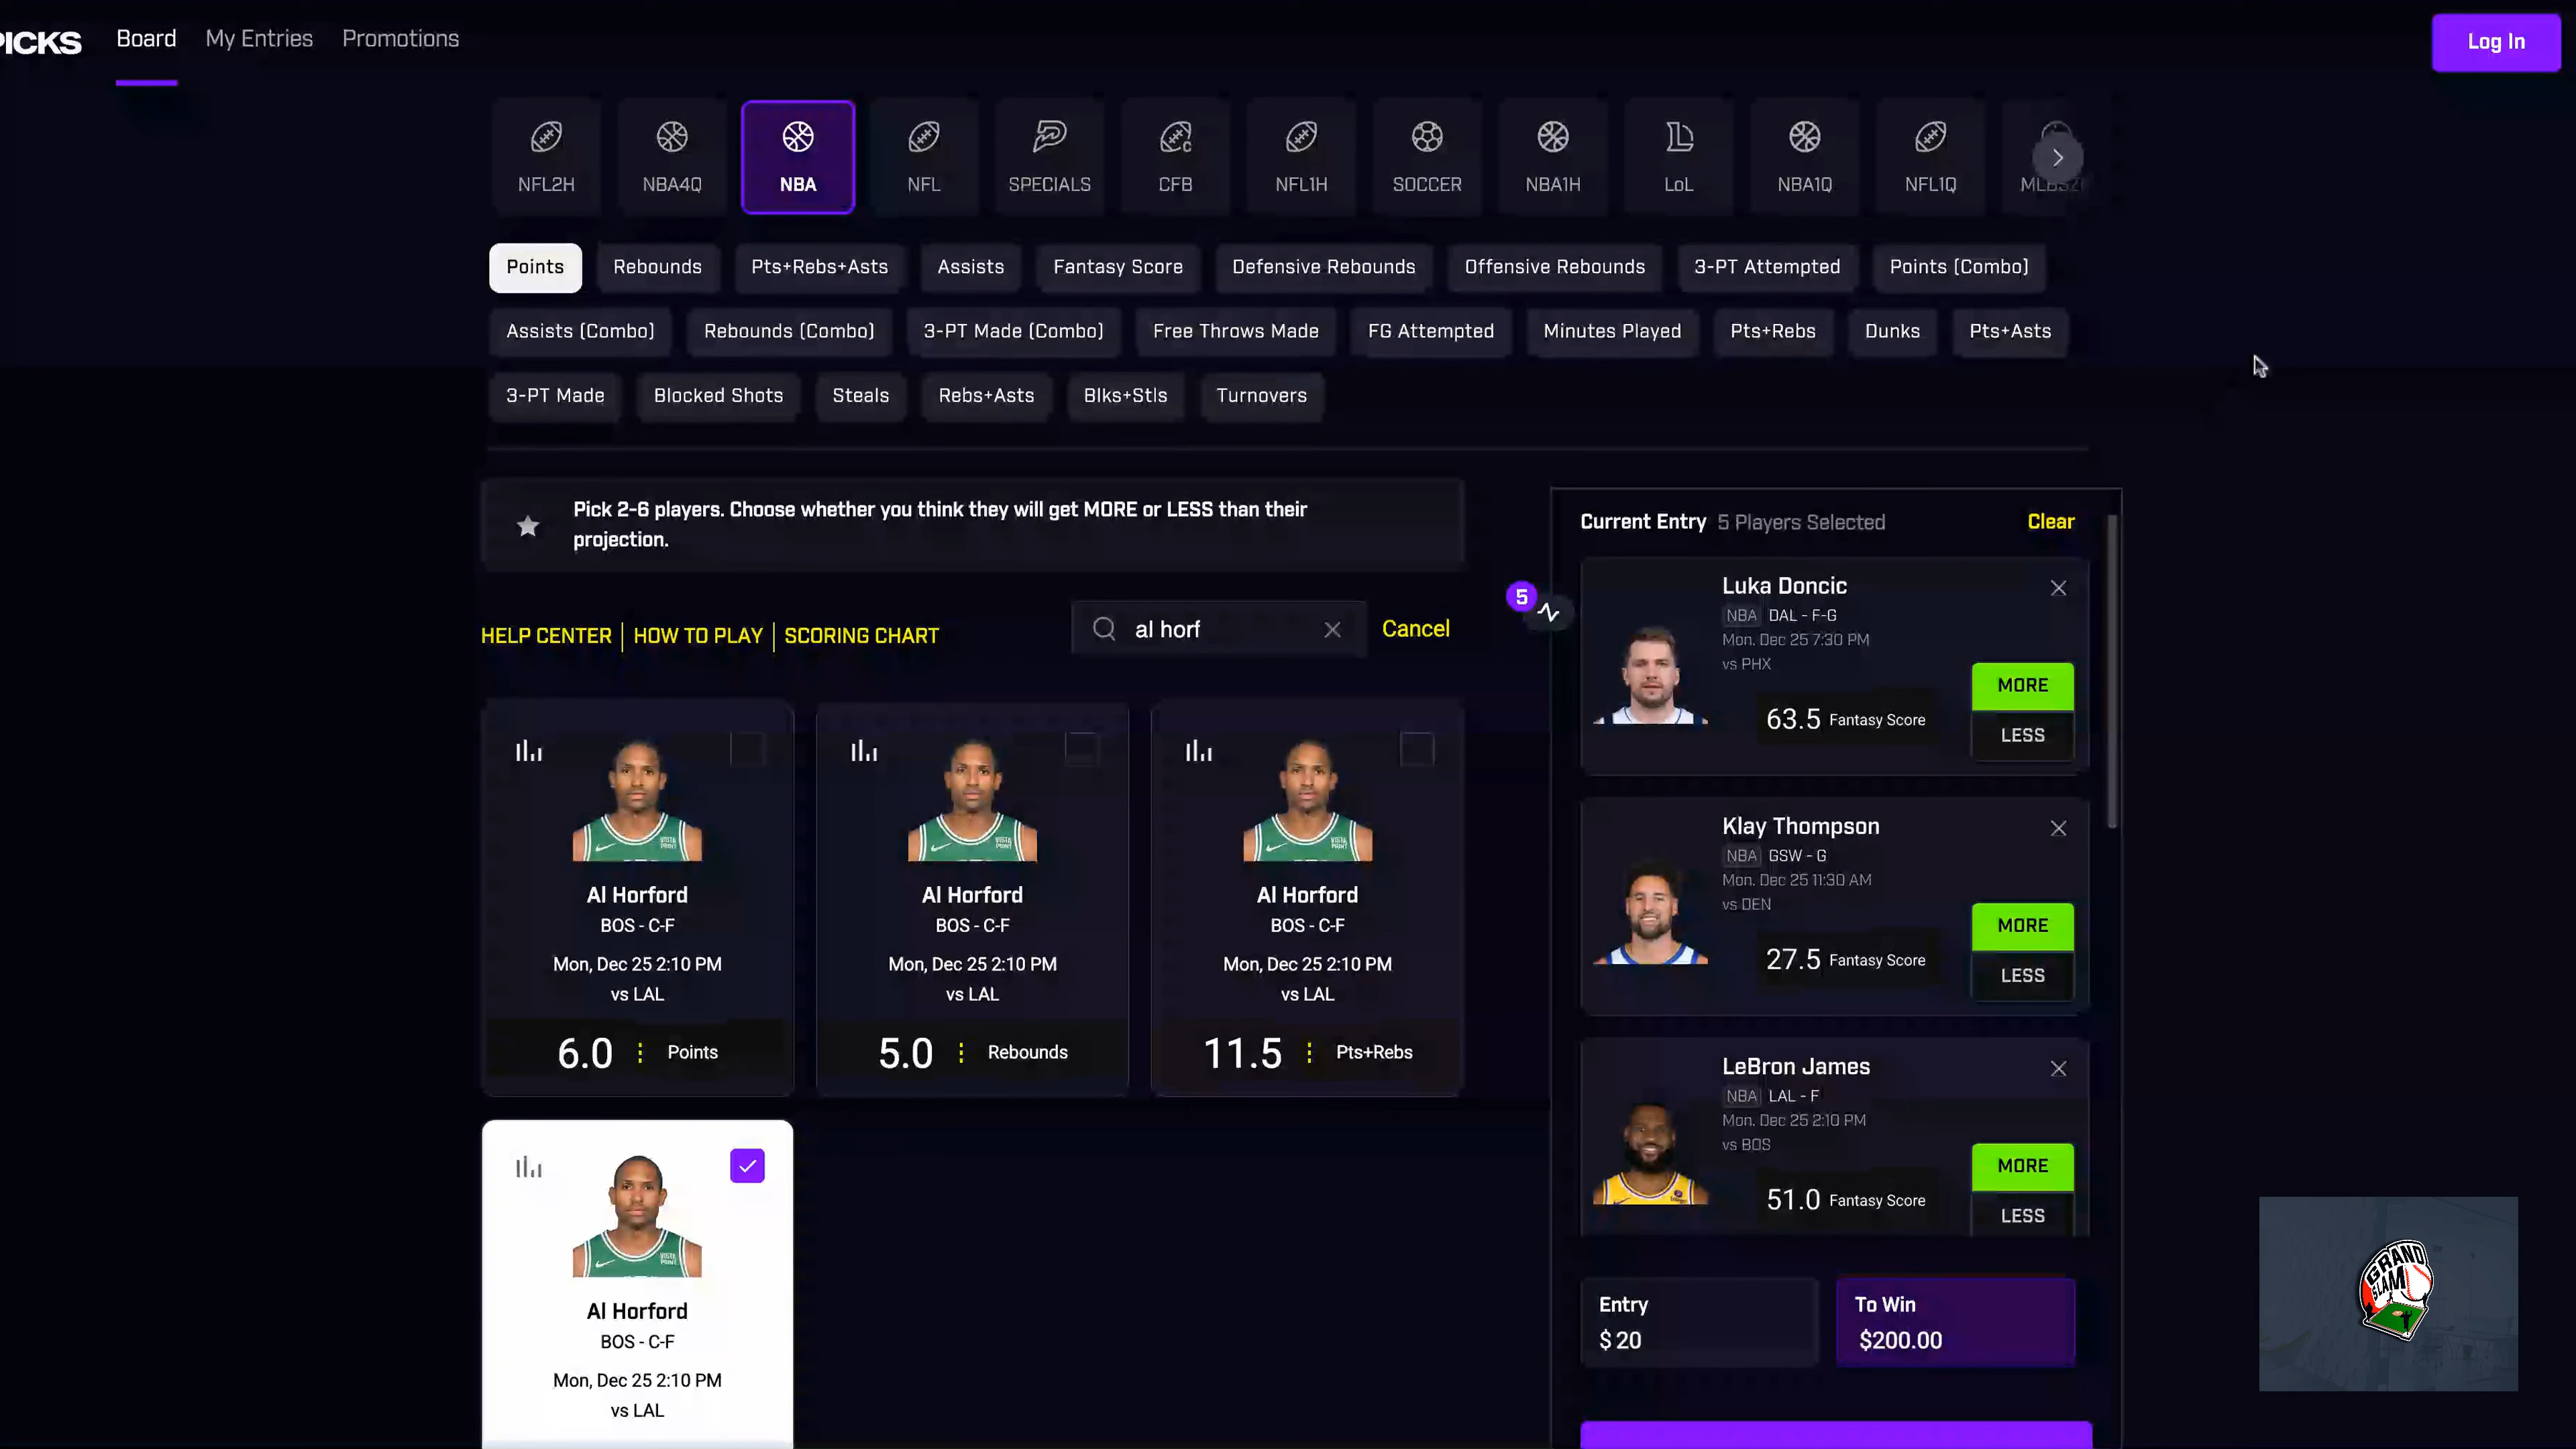 PICKS
Board
My Entries
Promotions
Log In
NFL2H
NBA4Q
NBA
NFL
SPECIALS
CFB
NFL1H
SOCCER
NBA1H
LoL
NBA1Q
NFL1Q
Points
Rebounds
Pts+Rebs+Asts
Assists
Fantasy Score
Defensive Rebounds
Offensive Rebounds
3-PT Attempted
Points (Combo)
Assists (Combo)
Rebounds (Combo)
3-PT Made (Combo)
Free Throws Made
FG Attempted
Minutes Played
Pts+Rebs
Dunks
Pts+Asts
3-PT Made
Blocked Shots
Steals
Rebs+Asts
Blks+Stls
Turnovers
Pick 2-6 players. Choose whether you think they will get MORE or LESS than their
projection.
HELP CENTER
HOW TO PLAY
SCORING CHART
al horf
Cancel
Al Horford
BOS - C-F
Mon, Dec 25 2:10 PM
vs LAL
6.0 Points
Al Horford
BOS - C-F
Mon, Dec 25 2:10 PM
vs LAL
5.0 Rebounds
Al Horford
BOS - C-F
Mon, Dec 25 2:10 PM
vs LAL
11.5 Pts+Rebs
Al Horford
BOS - C-F
Mon, Dec 25 2:10 PM
vs LAL
5
Current Entry 5 Players Selected
Clear
Luka Doncic
NBA DAL - F-G
Mon. Dec 25 7:30 PM
vs PHX
63.5 Fantasy Score
MORE
LESS
Klay Thompson
NBA GSW - G
Mon. Dec 25 11:30 AM
vs DEN
27.5 Fantasy Score
MORE
LESS
LeBron James
NBA LAL - F
Mon. Dec 25 2:10 PM
vs BOS
51.0 Fantasy Score
MORE
LESS
Entry
$ 20
To Win
$200.00
GRAND
SLAM